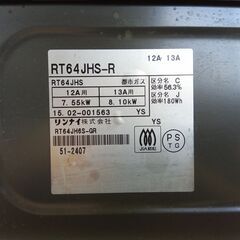 12A 13A
RT64JHS-R
RT64JHS 都市ガス
12A用 13A用
7.55kW 8.10kW
区分名 C
効率56.3%
区分名 J
効率180Wh
15.02-001563 YS
YS
リンナイ株式会社
RT64JH6S-GR
51-2407
JIA
PS
TG